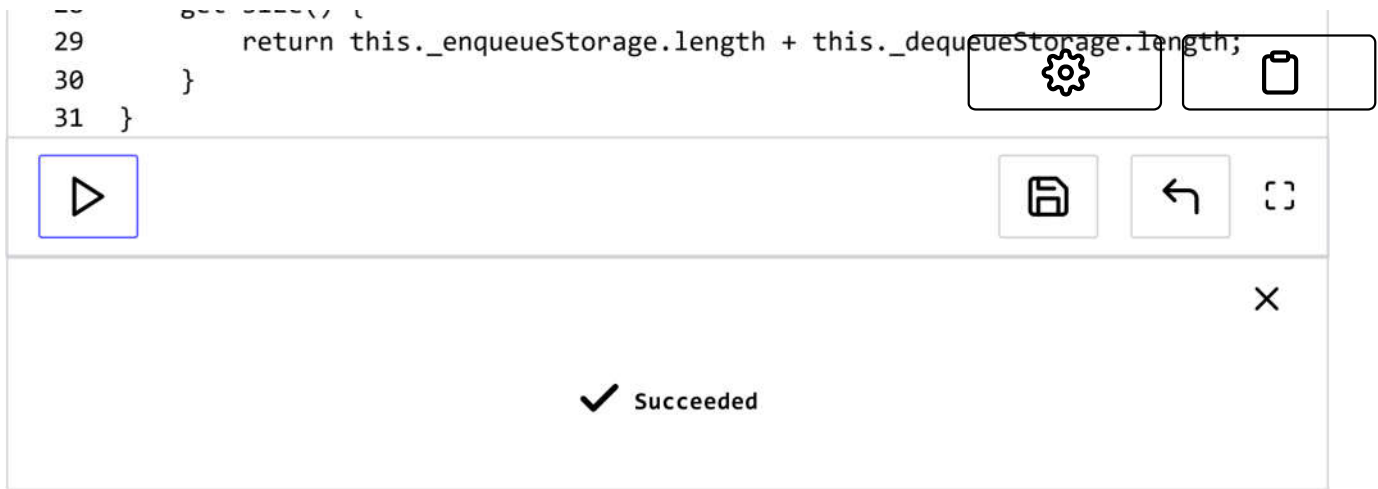 29 return this._enqueueStorage.length + this._dequeueStorage.length;
30 }
31 }
Succeeded